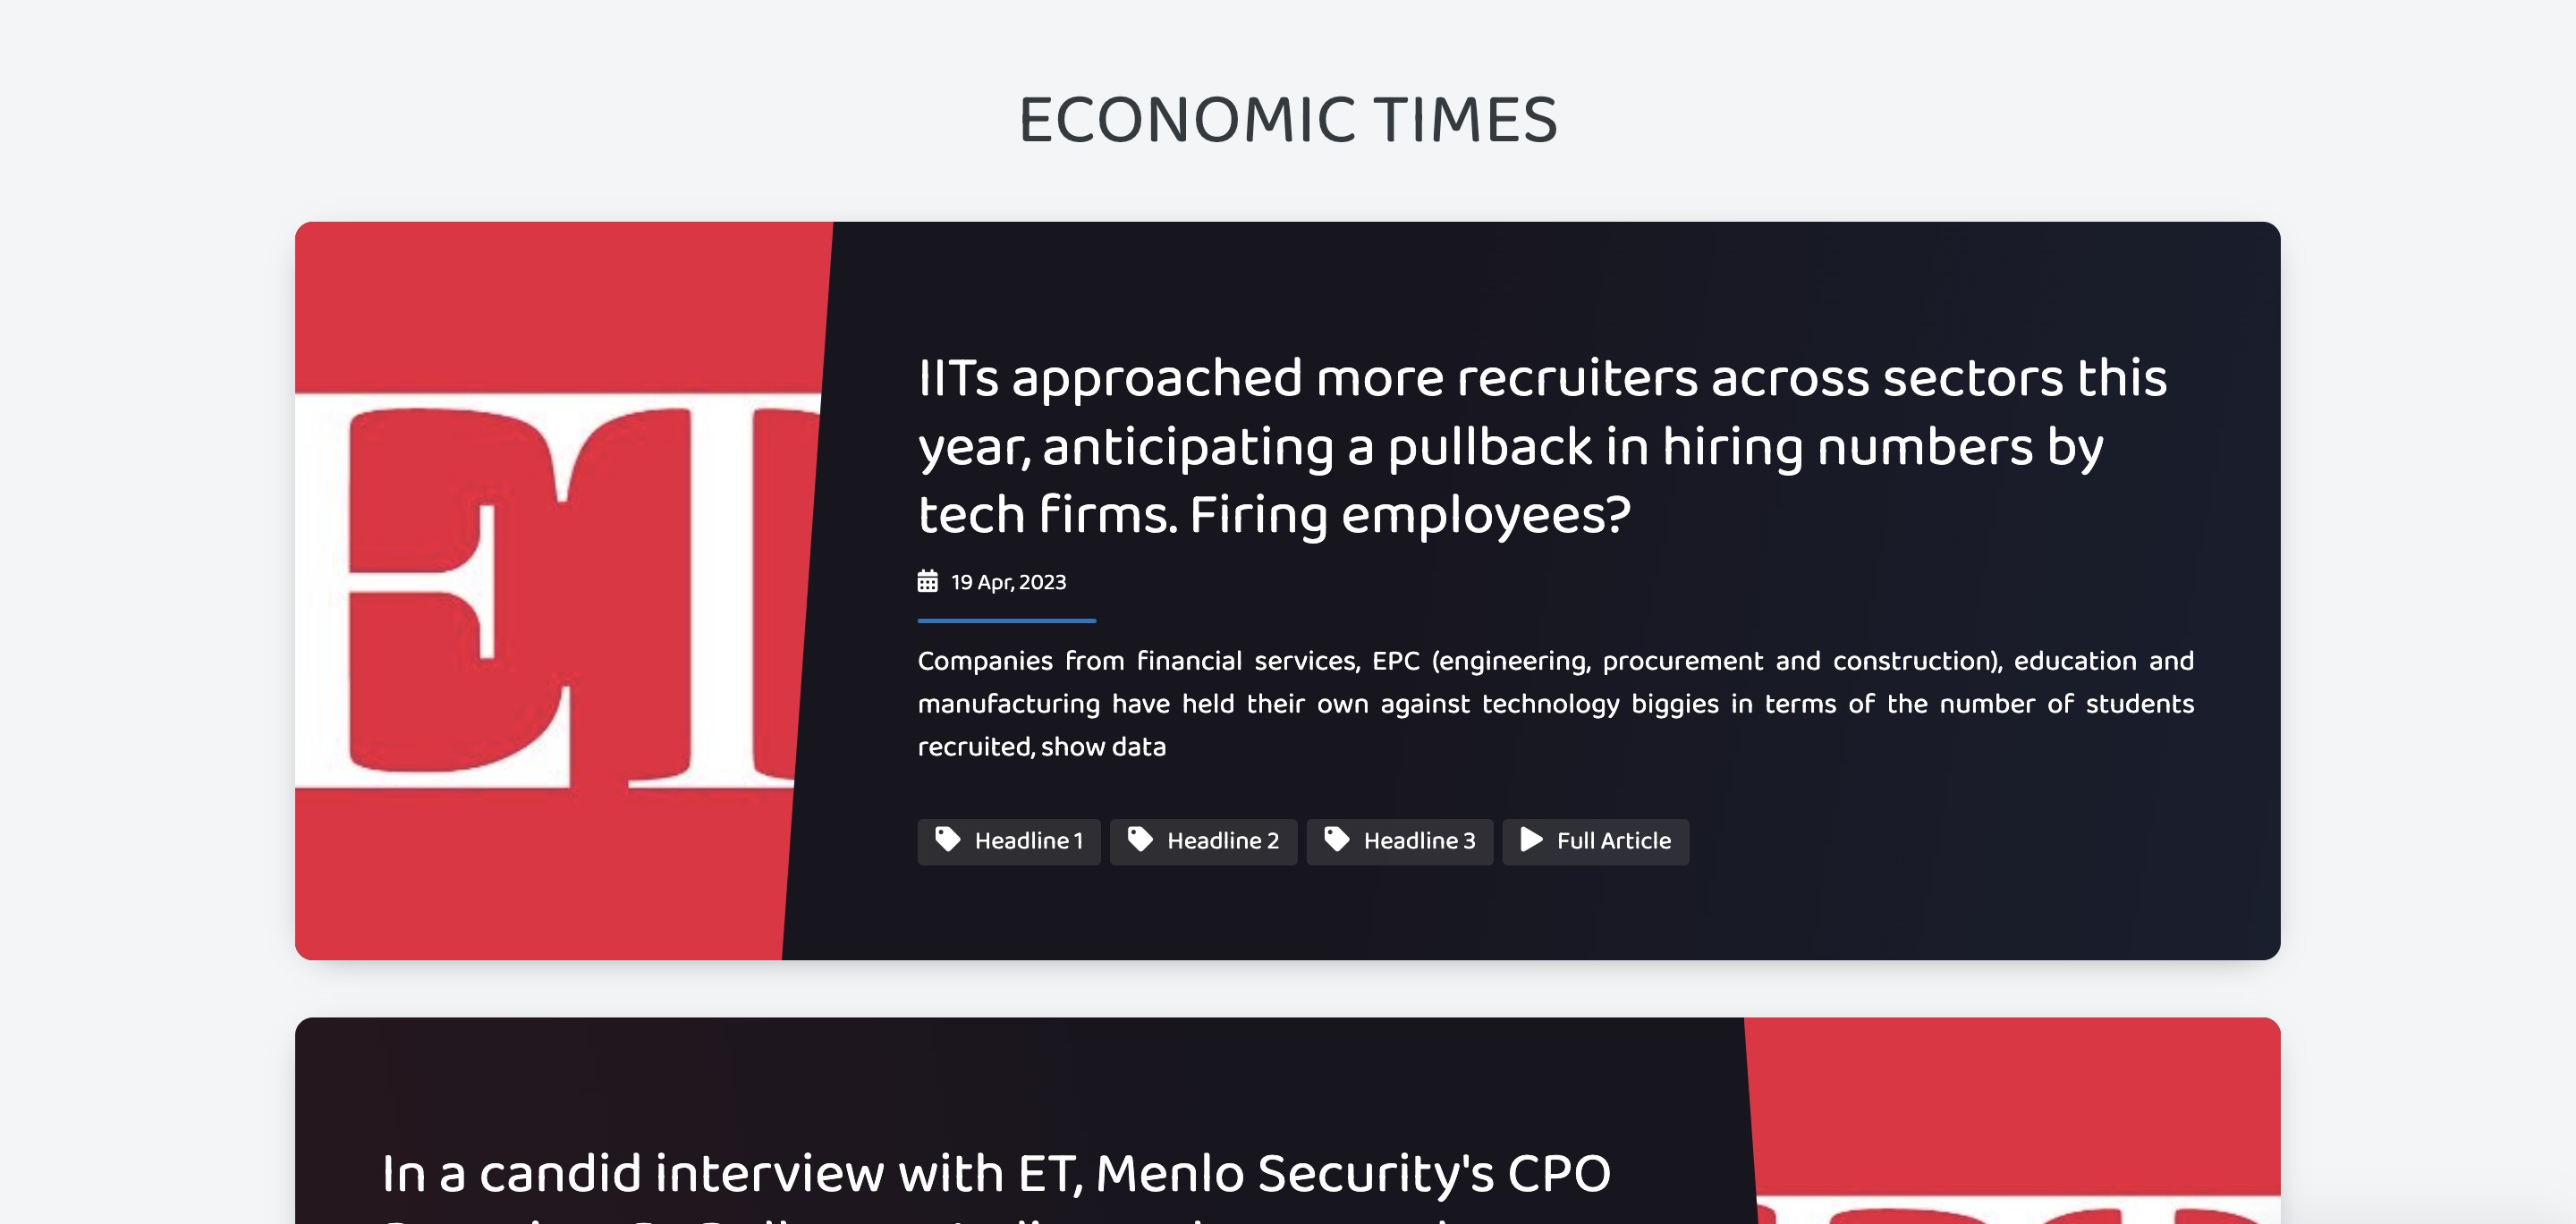 ECONOMIC TIMES
ET
IITs approached more recruiters across sectors this
year, anticipating a pullback in hiring numbers by
tech firms. Firing employees?
19 Apr, 2023
Companies from financial services, EPC (engineering, procurement and construction), education and
manufacturing have held their own against technology biggies in terms of the number of students
recruited, show data
Headline 1
Headline 2
Headline 3
Full Article
In a candid interview with ET, Menlo Security's CPO